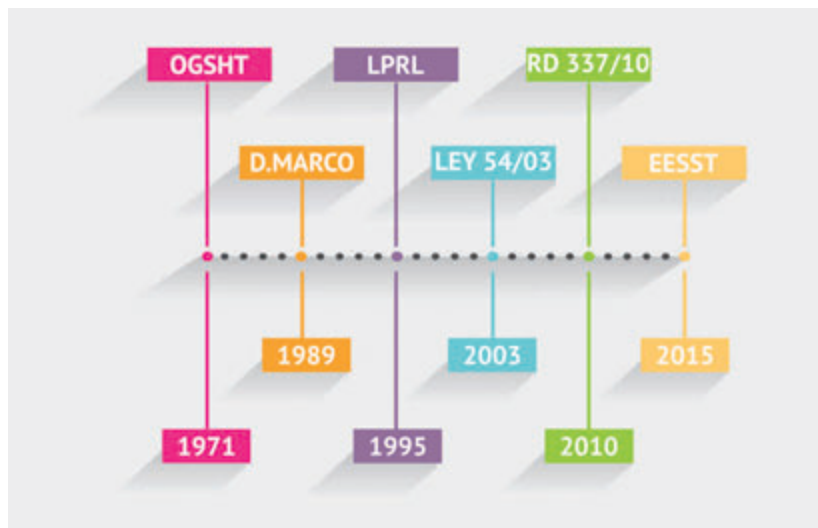 OGSHT
LPRL
RD 337/10
D.MARCO
LEY 54/03
EESST
1989
2003
2015
1971
1995
2010